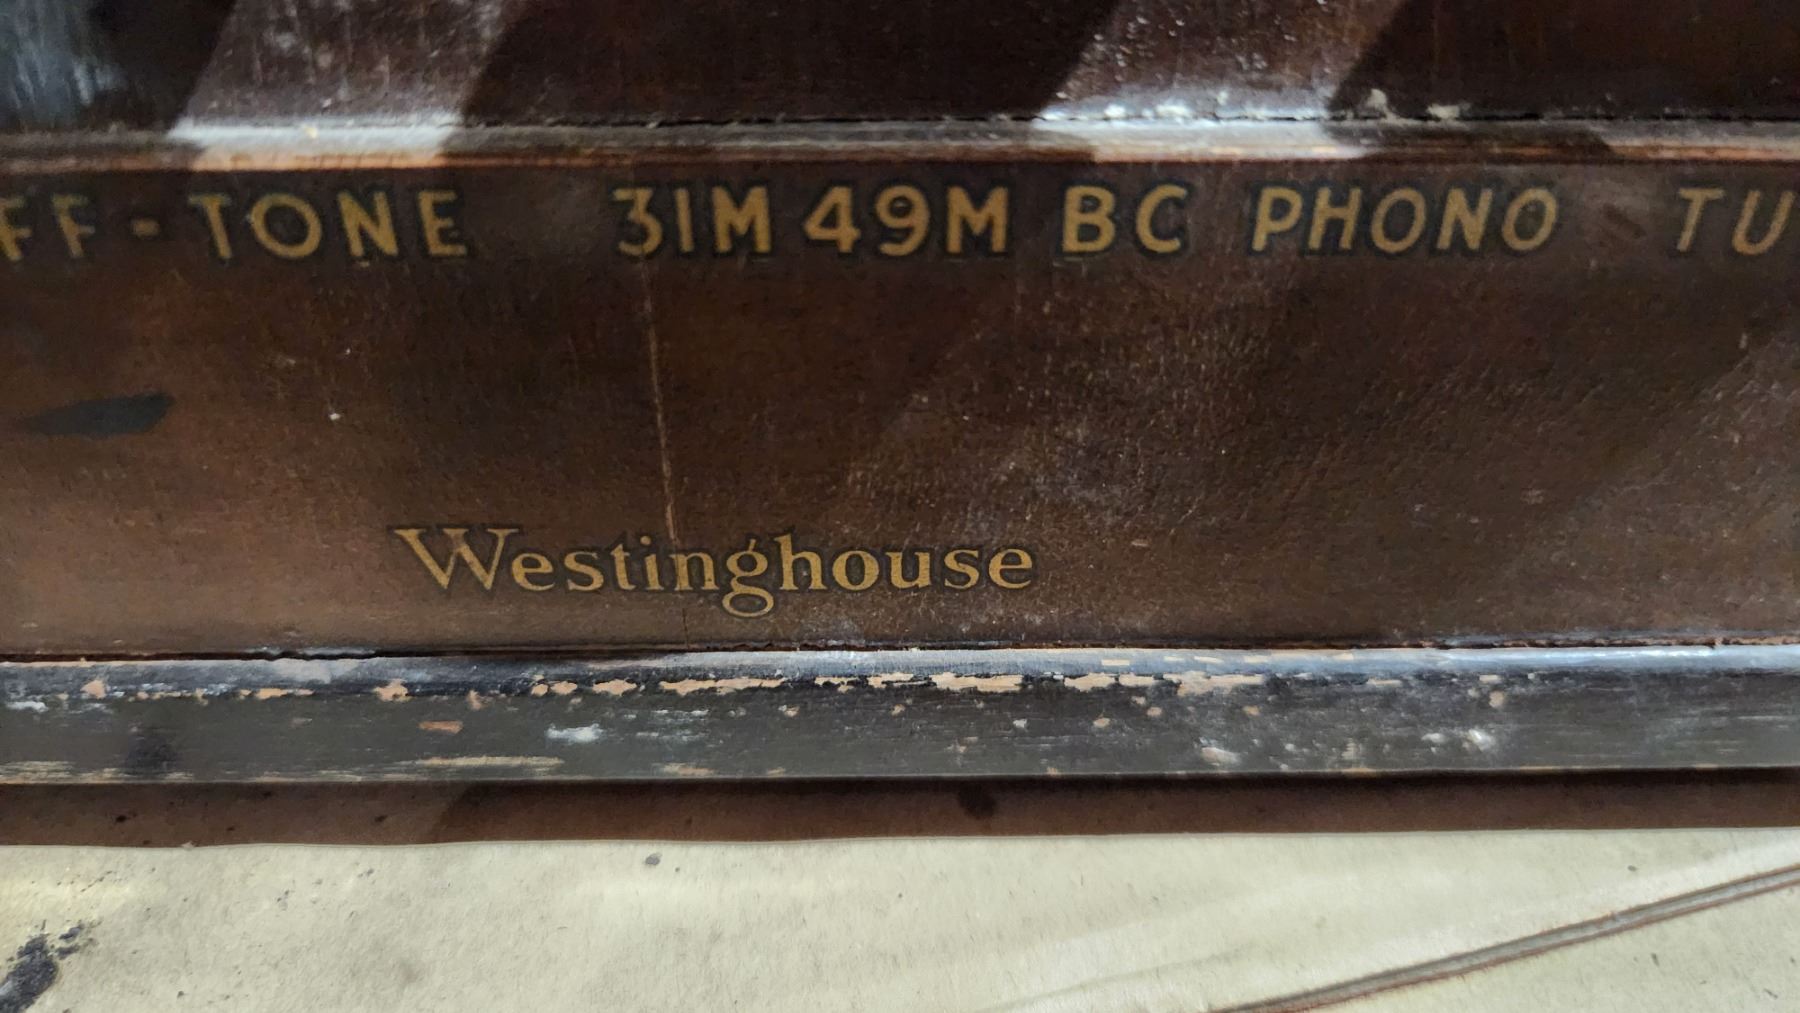 FF - TONE 31M 49M BC PHONO TU
Westinghouse